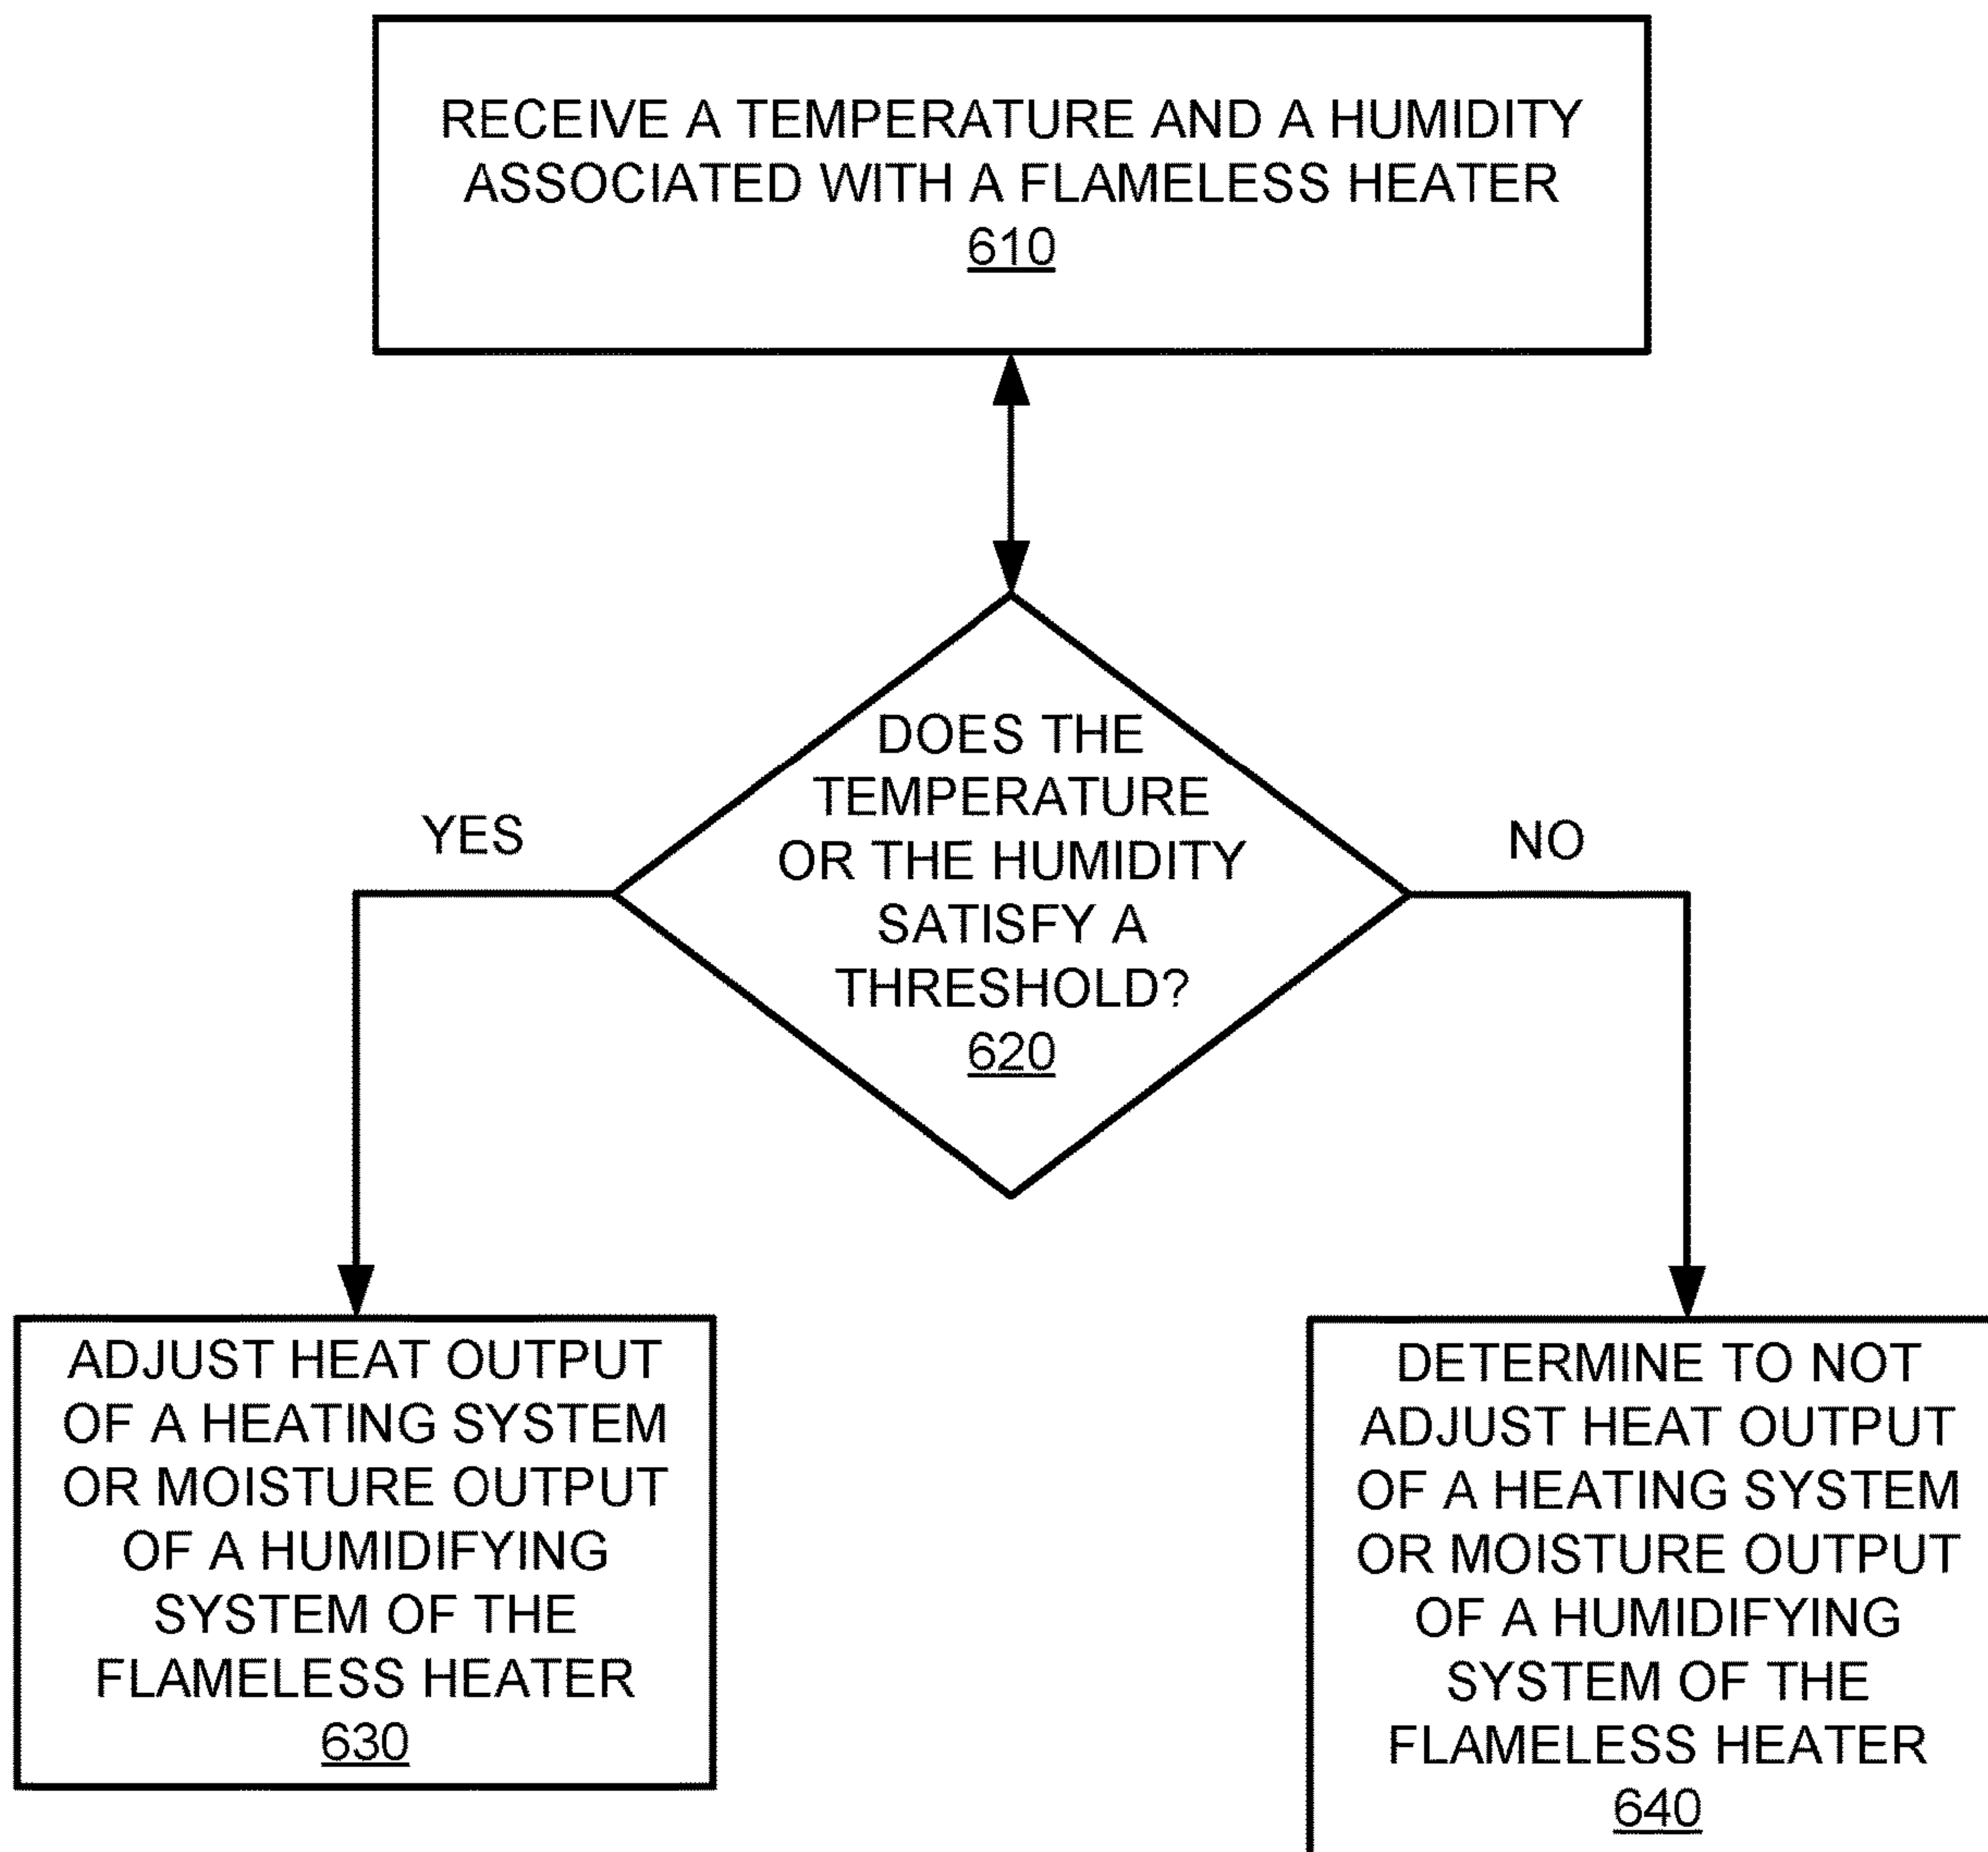 RECEIVE A TEMPERATURE AND A HUMIDITY
ASSOCIATED WITH A FLAMELESS HEATER
610
DOES THE
TEMPERATURE
OR THE HUMIDITY
SATISFY A
THRESHOLD?
620
YES
NO
ADJUST HEAT OUTPUT
OF A HEATING SYSTEM
OR MOISTURE OUTPUT
OF A HUMIDIFYING
SYSTEM OF THE
FLAMELESS HEATER
630
DETERMINE TO NOT
ADJUST HEAT OUTPUT
OF A HEATING SYSTEM
OR MOISTURE OUTPUT
OF A HUMIDIFYING
SYSTEM OF THE
FLAMELESS HEATER
640